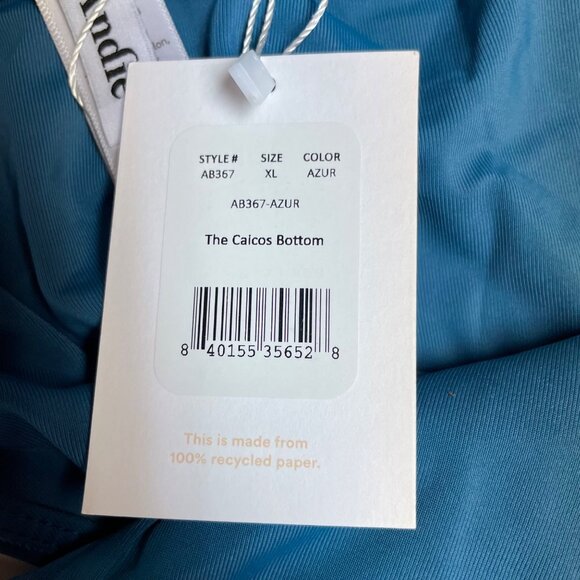 Andie
STYLE # SIZE COLOR
AB367 XL AZUR
AB367-AZUR
The Caicos Bottom
8 40155 35652 8
This is made from
100% recycled paper.